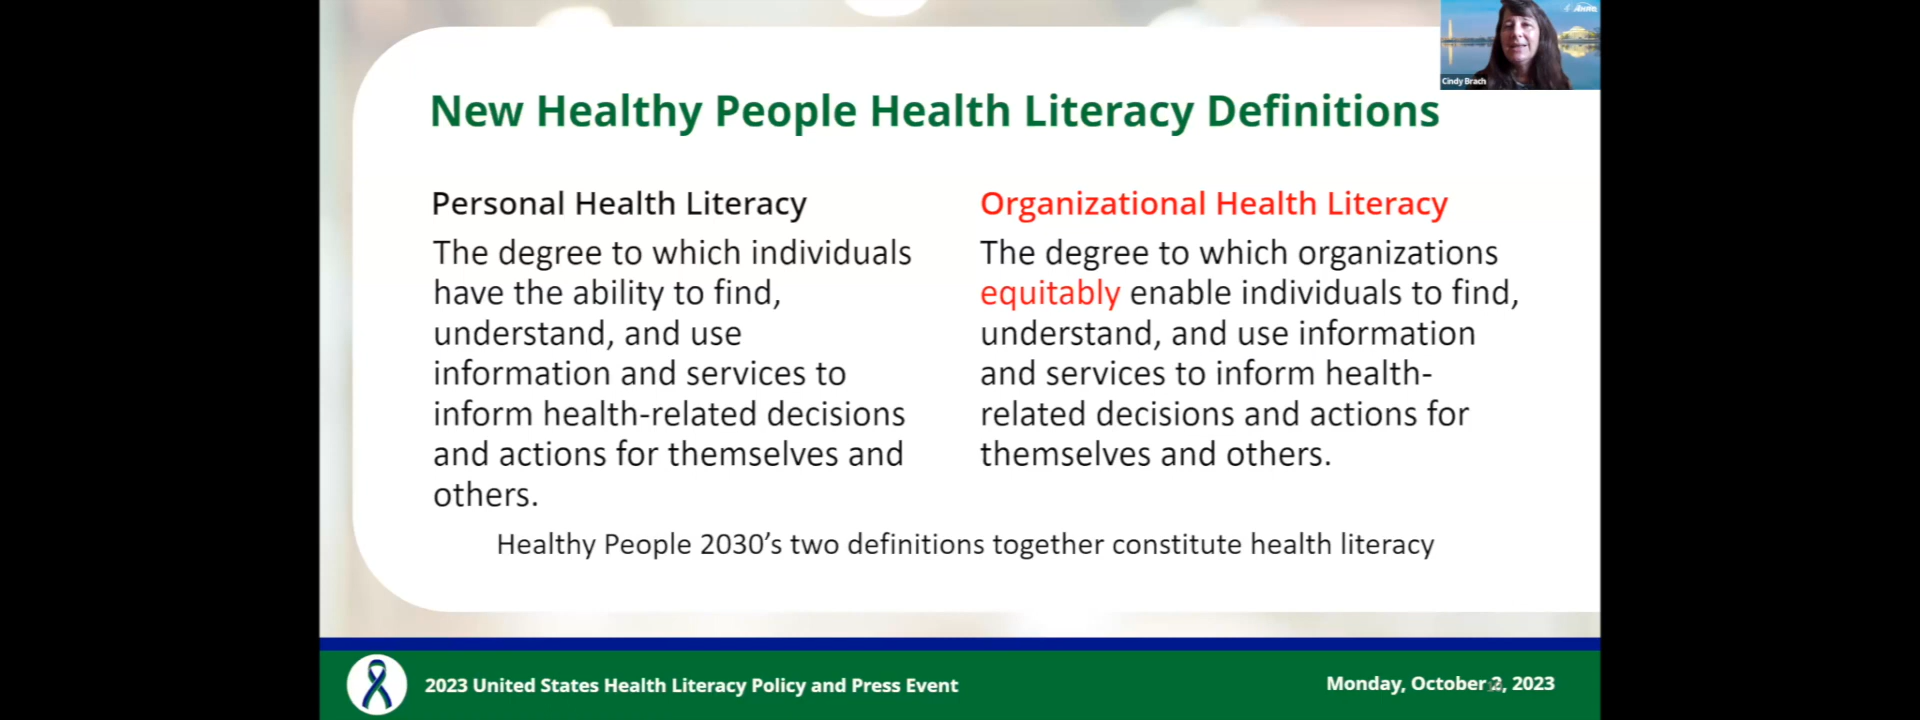 AHRQ
Cindy Brach
New Healthy People Health Literacy Definitions
Personal Health Literacy
The degree to which individuals
have the ability to find,
understand, and use
information and services to
inform health-related decisions
and actions for themselves and
others.
Organizational Health Literacy
The degree to which organizations
equitably enable individuals to find,
understand, and use information
and services to inform health-
related decisions and actions for
themselves and others.
Healthy People 2030’s two definitions together constitute health literacy
2023 United States Health Literacy Policy and Press Event
Monday, October 2, 2023